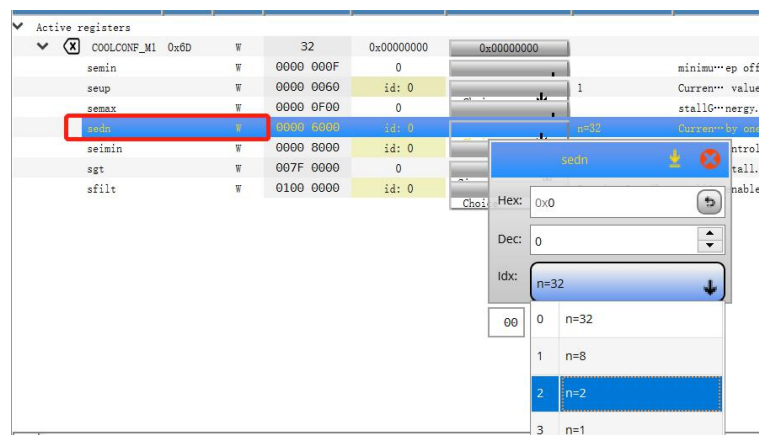 Active registers
COOLCONF_M1 0x6D W 32 0x00000000 0x00000000
semin W 0000 000F 0 minimu…ep off
seup W 0000 0060 id: 0 1 Curren… value
semax W 0000 0F00 0 stallG…nergy.
sedn W 0000 6000 id: 0 n=32 Curren…by one
seimin W 0000 8000 id: 0 ntrol
sgt W 007F 0000 0 tall.
sfilt W 0100 0000 id: 0 Choice nable
sedn
Hex: 0x0
Dec: 0
Idx: n=32
00
0 n=32
1 n=8
2 n=2
3 n=1